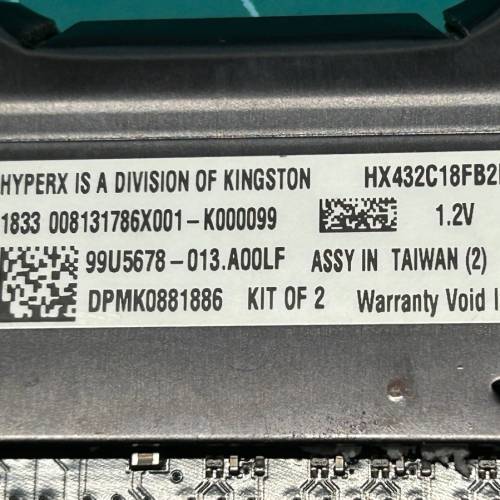 HYPERX IS A DIVISION OF KINGSTON HX432C18FB2
1833 008131786X001-K000099 1.2V
99U5678-013.A00LF ASSY IN TAIWAN (2)
DPMK0881886 KIT OF 2 Warranty Void I